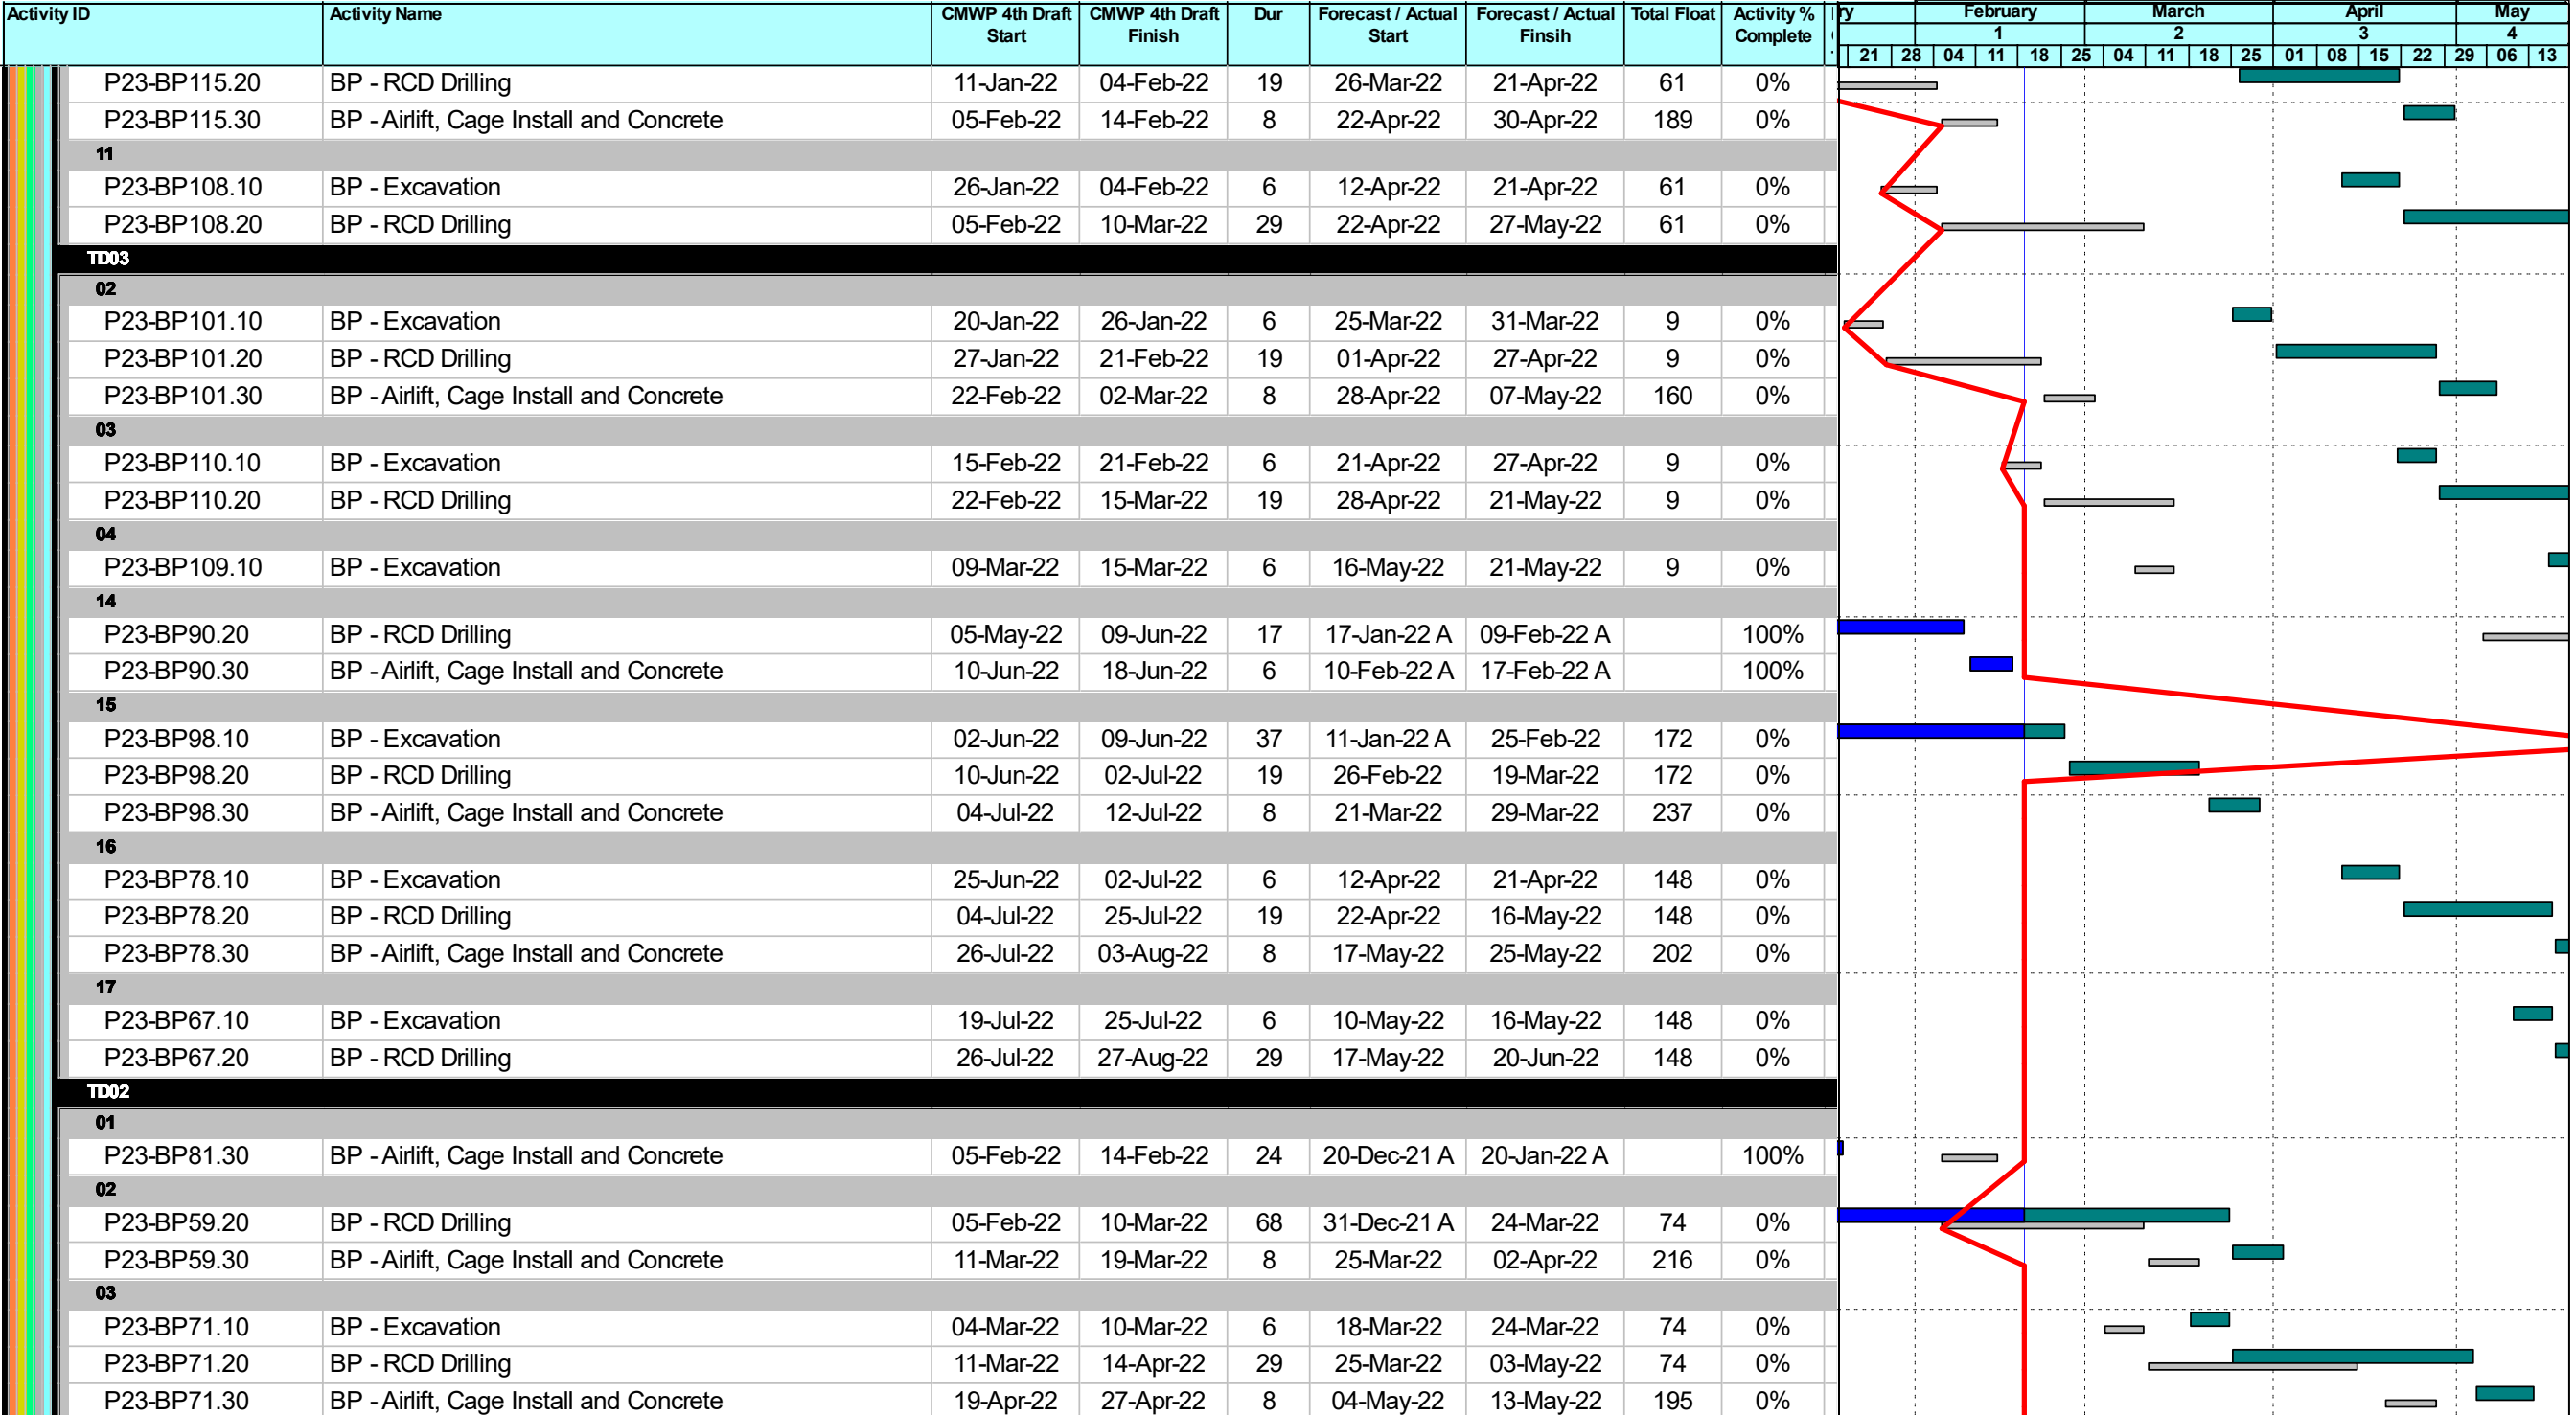 Activity ID Activity Name CMWP 4th Draft Start CMWP 4th Draft Finish Dur Forecast / Actual Start Forecast / Actual Finsih Total Float Activity % Complete
ry February March April May
1 2 3 4
21 28 04 11 18 25 04 11 18 25 01 08 15 22 29 06 13
P23-BP115.20 BP - RCD Drilling 11-Jan-22 04-Feb-22 19 26-Mar-22 21-Apr-22 61 0%
P23-BP115.30 BP - Airlift, Cage Install and Concrete 05-Feb-22 14-Feb-22 8 22-Apr-22 30-Apr-22 189 0%
11
P23-BP108.10 BP - Excavation 26-Jan-22 04-Feb-22 6 12-Apr-22 21-Apr-22 61 0%
P23-BP108.20 BP - RCD Drilling 05-Feb-22 10-Mar-22 29 22-Apr-22 27-May-22 61 0%
TD03
02
P23-BP101.10 BP - Excavation 20-Jan-22 26-Jan-22 6 25-Mar-22 31-Mar-22 9 0%
P23-BP101.20 BP - RCD Drilling 27-Jan-22 21-Feb-22 19 01-Apr-22 27-Apr-22 9 0%
P23-BP101.30 BP - Airlift, Cage Install and Concrete 22-Feb-22 02-Mar-22 8 28-Apr-22 07-May-22 160 0%
03
P23-BP110.10 BP - Excavation 15-Feb-22 21-Feb-22 6 21-Apr-22 27-Apr-22 9 0%
P23-BP110.20 BP - RCD Drilling 22-Feb-22 15-Mar-22 19 28-Apr-22 21-May-22 9 0%
04
P23-BP109.10 BP - Excavation 09-Mar-22 15-Mar-22 6 16-May-22 21-May-22 9 0%
14
P23-BP90.20 BP - RCD Drilling 05-May-22 09-Jun-22 17 17-Jan-22 A 09-Feb-22 A 100%
P23-BP90.30 BP - Airlift, Cage Install and Concrete 10-Jun-22 18-Jun-22 6 10-Feb-22 A 17-Feb-22 A 100%
15
P23-BP98.10 BP - Excavation 02-Jun-22 09-Jun-22 37 11-Jan-22 A 25-Feb-22 172 0%
P23-BP98.20 BP - RCD Drilling 10-Jun-22 02-Jul-22 19 26-Feb-22 19-Mar-22 172 0%
P23-BP98.30 BP - Airlift, Cage Install and Concrete 04-Jul-22 12-Jul-22 8 21-Mar-22 29-Mar-22 237 0%
16
P23-BP78.10 BP - Excavation 25-Jun-22 02-Jul-22 6 12-Apr-22 21-Apr-22 148 0%
P23-BP78.20 BP - RCD Drilling 04-Jul-22 25-Jul-22 19 22-Apr-22 16-May-22 148 0%
P23-BP78.30 BP - Airlift, Cage Install and Concrete 26-Jul-22 03-Aug-22 8 17-May-22 25-May-22 202 0%
17
P23-BP67.10 BP - Excavation 19-Jul-22 25-Jul-22 6 10-May-22 16-May-22 148 0%
P23-BP67.20 BP - RCD Drilling 26-Jul-22 27-Aug-22 29 17-May-22 20-Jun-22 148 0%
TD02
01
P23-BP81.30 BP - Airlift, Cage Install and Concrete 05-Feb-22 14-Feb-22 24 20-Dec-21 A 20-Jan-22 A 100%
02
P23-BP59.20 BP - RCD Drilling 05-Feb-22 10-Mar-22 68 31-Dec-21 A 24-Mar-22 74 0%
P23-BP59.30 BP - Airlift, Cage Install and Concrete 11-Mar-22 19-Mar-22 8 25-Mar-22 02-Apr-22 216 0%
03
P23-BP71.10 BP - Excavation 04-Mar-22 10-Mar-22 6 18-Mar-22 24-Mar-22 74 0%
P23-BP71.20 BP - RCD Drilling 11-Mar-22 14-Apr-22 29 25-Mar-22 03-May-22 74 0%
P23-BP71.30 BP - Airlift, Cage Install and Concrete 19-Apr-22 27-Apr-22 8 04-May-22 13-May-22 195 0%